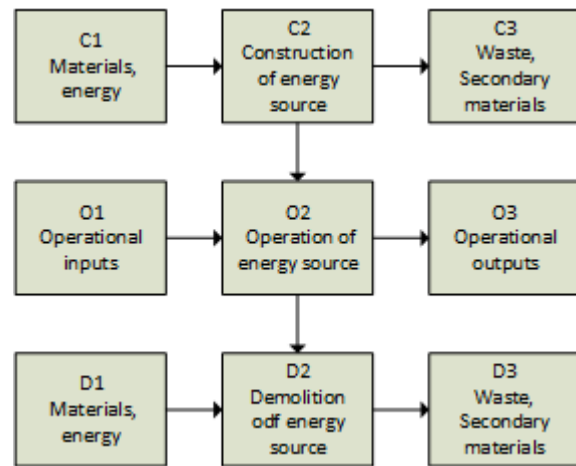 C1
Materials,
energy
C2
Construction
of energy
source
C3
Waste,
Secondary
materials
O1
Operational
inputs
O2
Operation of
energy source
O3
Operational
outputs
D1
Materials,
energy
D2
Demolition
odf energy
source
D3
Waste,
Secondary
materials